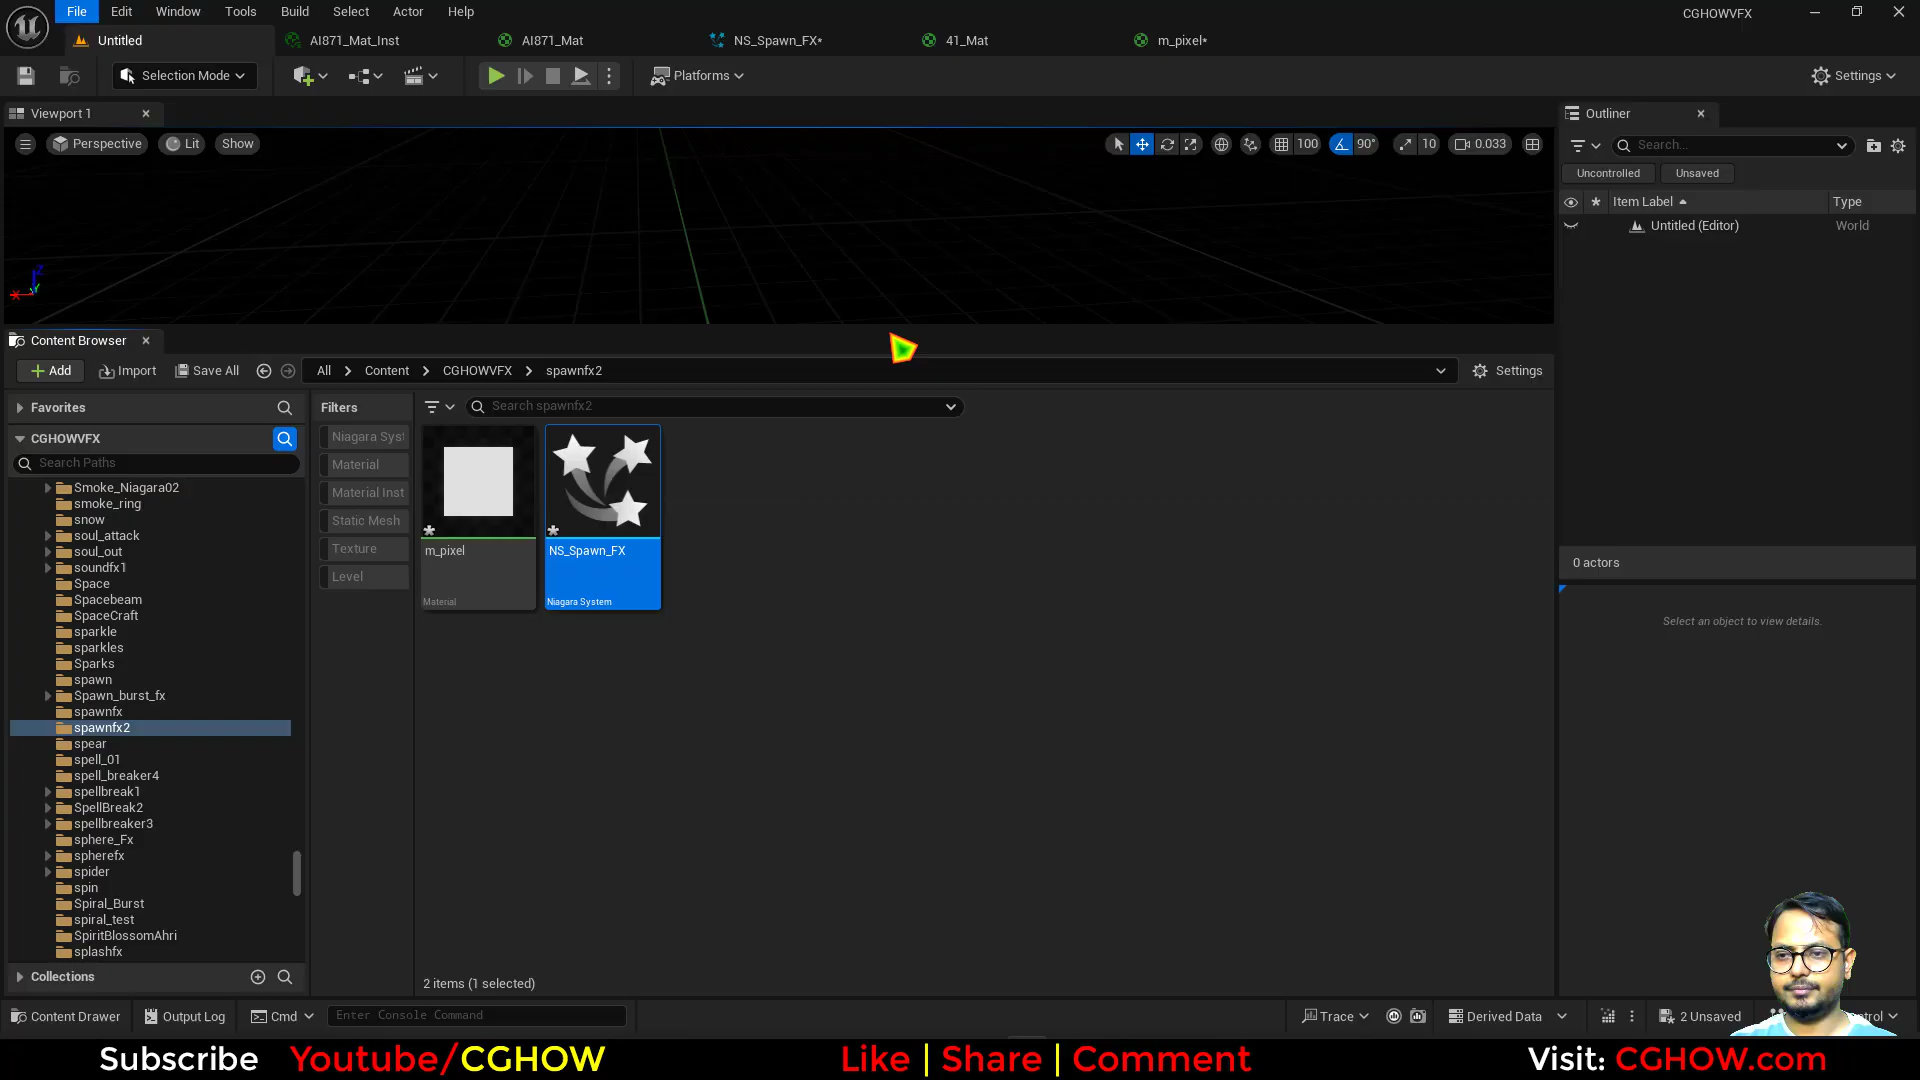 File Edit Window Tools Build Select Actor Help
CGHOWVFX
Untitled AI871_Mat_Inst AI871_Mat NS_Spawn_FX* 41_Mat m_pixel*
Selection Mode Platforms Settings
Viewport 1
Perspective Lit Show 100 90° 10 0.033
Z
Content Browser
Add Import Save All All Content CGHOWVFX spawnfx2 Settings
Favorites
CGHOWVFX
Search Paths
Smoke_Niagara02
smoke_ring
snow
soul_attack
soul_out
soundfx1
Space
Spacebeam
SpaceCraft
sparkle
sparkles
Sparks
spawn
Spawn_burst_fx
spawnfx
spawnfx2
spear
spell_01
spell_breaker4
spellbreak1
SpellBreak2
spellbreaker3
sphere_Fx
spherefx
spider
spin
Spiral_Burst
spiral_test
SpiritBlossomAhri
splashfx
Collections
Filters
Niagara Syst
Material
Material Inst
Static Mesh
Texture
Level
Search spawnfx2
m_pixel
Material
NS_Spawn_FX
Niagara System
2 items (1 selected)
Outliner
Search...
Uncontrolled Unsaved
Item Label Type
Untitled (Editor) World
0 actors
Select an object to view details.
Content Drawer Output Log Cmd Enter Console Command Trace Derived Data 2 Unsaved
Subscribe Youtube/CGHOW Like | Share | Comment Visit: CGHOW.com